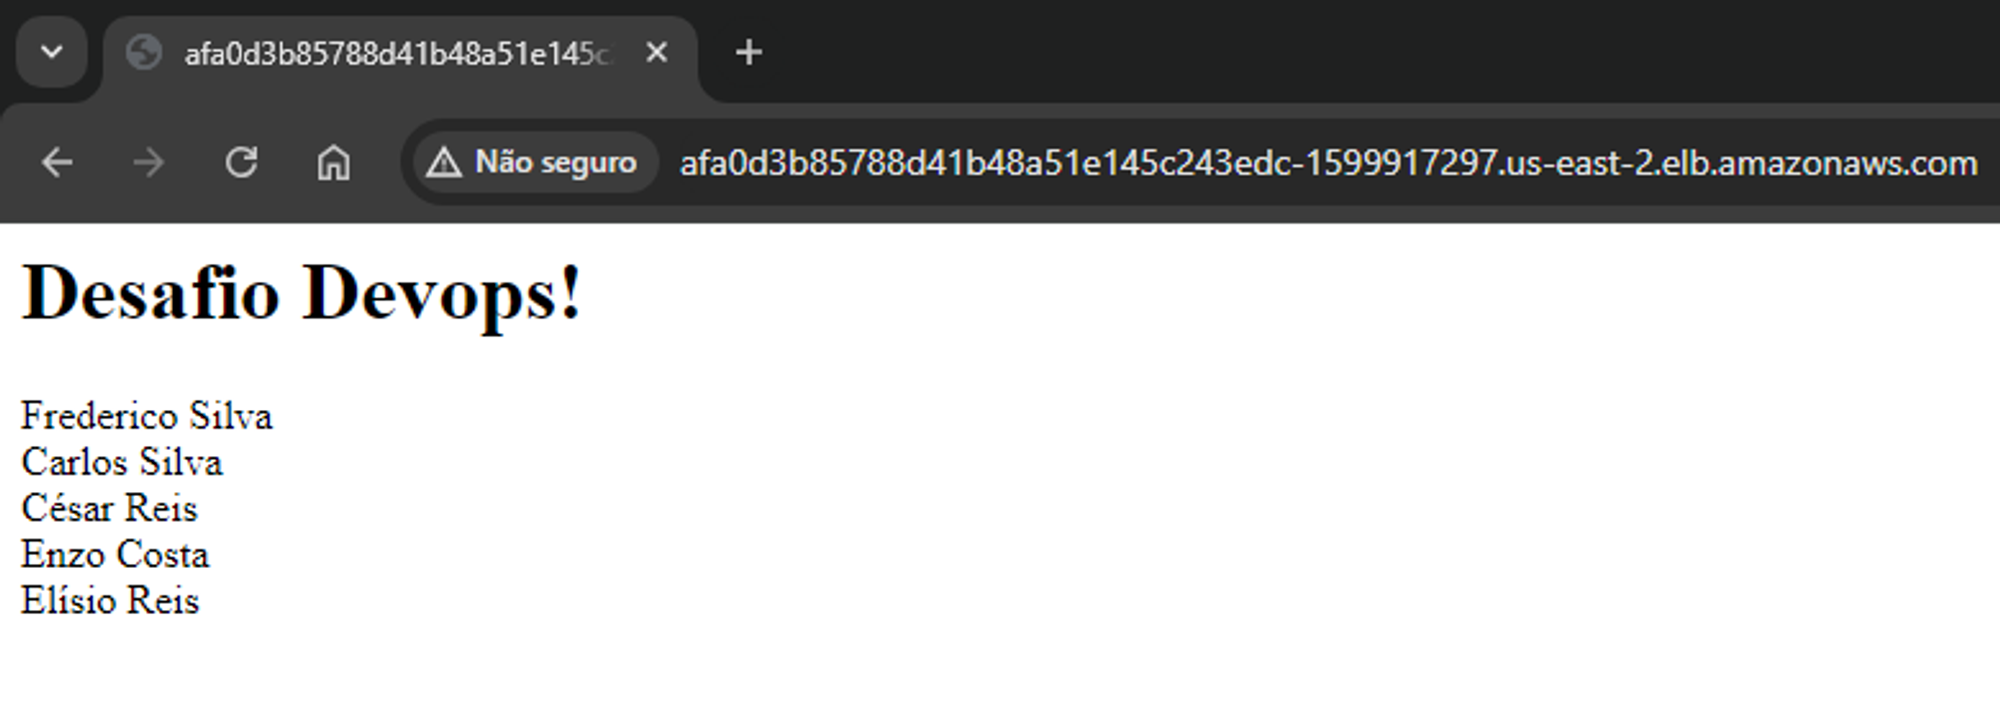 afa0d3b85788d41b48a51e145c
Não seguro afa0d3b85788d41b48a51e145c243edc-1599917297.us-east-2.elb.amazonaws.com
Desafio Devops!
Frederico Silva
Carlos Silva
César Reis
Enzo Costa
Elísio Reis